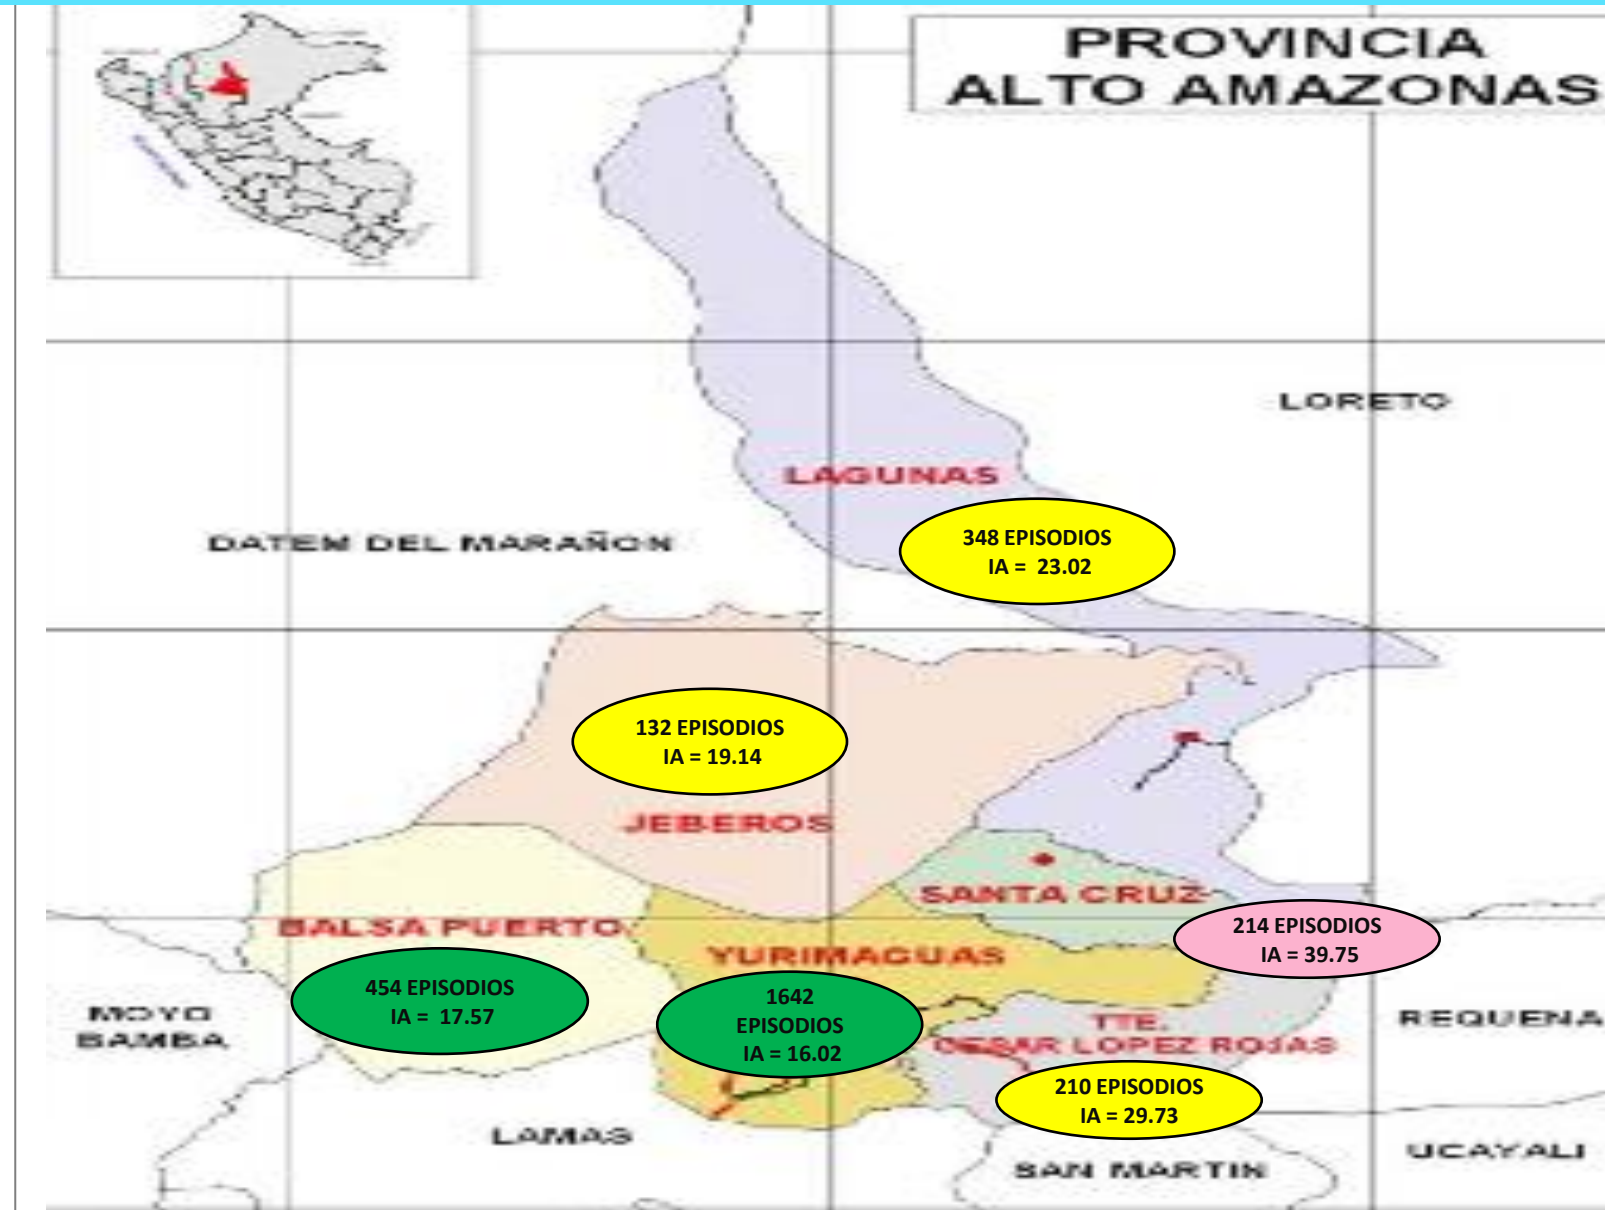 PROVINCIA
ALTO AMAZONAS
LORETO
LAGUNAS
348 EPISODIOS
IA = 23.02
DATEM DEL MARAÑON
132 EPISODIOS
IA = 19.14
JEBEROS
SANTA CRUZ
BALSA PUERTO
214 EPISODIOS
IA = 39.75
YURIMAGUAS
454 EPISODIOS
IA = 17.57
1642
EPISODIOS
IA = 16.02
MOYO
BAMBA
TTE.
CESAR LOPEZ ROJAS
REQUENA
210 EPISODIOS
IA = 29.73
LAMAS
SAN MARTIN
UCAYALI